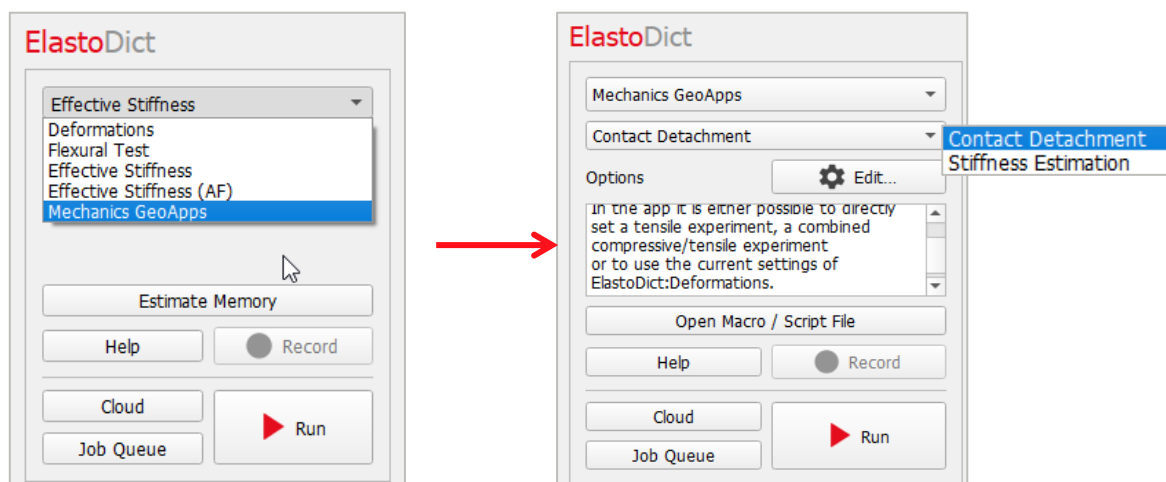 ElastoDict
Effective Stiffness
Deformations
Flexural Test
Effective Stiffness
Effective Stiffness (AF)
Mechanics GeoApps
Estimate Memory
Help
Record
Cloud
Run
Job Queue
ElastoDict
Mechanics GeoApps
Contact Detachment
Contact Detachment
Stiffness Estimation
Options
Edit...
In the app it is either possible to directly
set a tensile experiment, a combined
compressive/tensile experiment
or to use the current settings of
ElastoDict:Deformations.
Open Macro / Script File
Help
Record
Cloud
Run
Job Queue